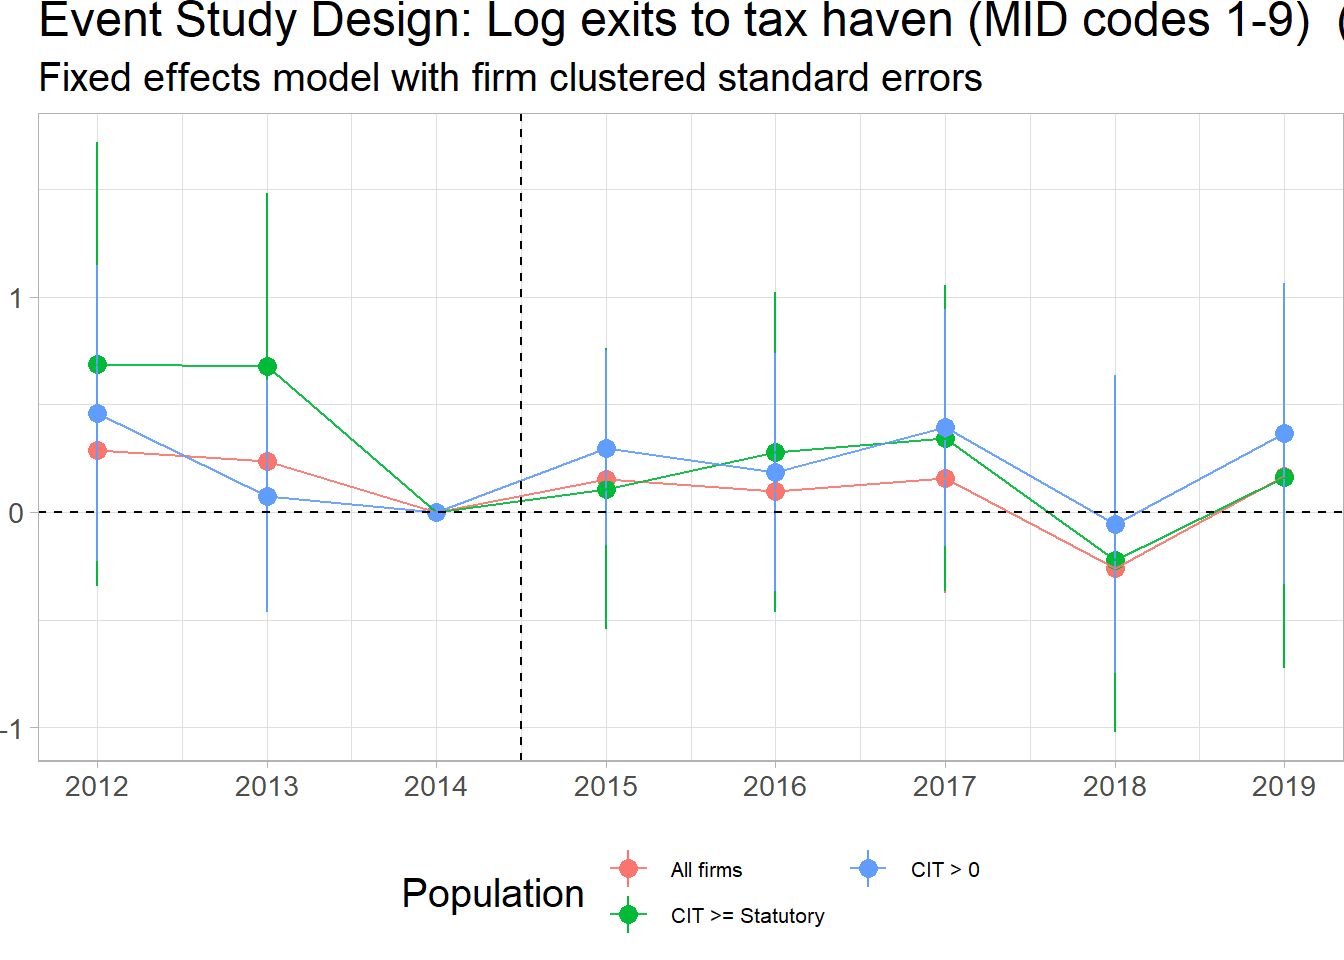 Event Study Design: Log exits to tax haven (MID codes 1-9) (
Fixed effects model with firm clustered standard errors
1
0
-1
2012 2013 2014 2015 2016 2017 2018 2019
Population
All firms
CIT > 0
CIT >= Statutory